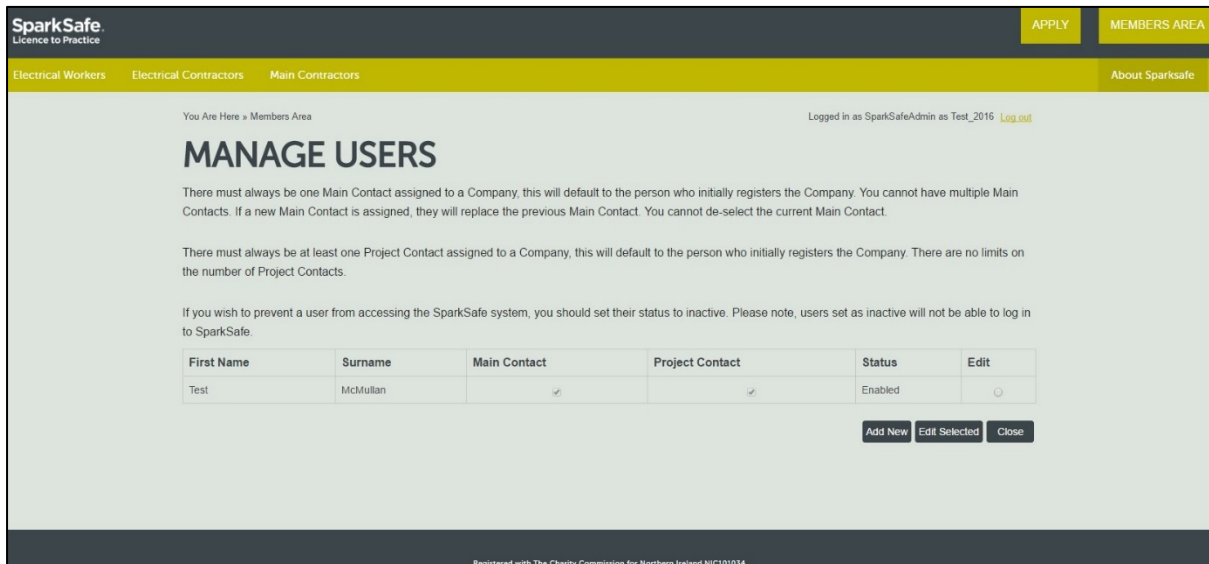 SparkSafe.
Licence to Practice
APPLY
MEMBERS AREA
Electrical Workers
Electrical Contractors
Main Contractors
About Sparksafe
You Are Here » Members Area
Logged in as SparkSafeAdmin as Test_2016 Log out
MANAGE USERS
There must always be one Main Contact assigned to a Company, this will default to the person who initially registers the Company. You cannot have multiple Main
Contacts. If a new Main Contact is assigned, they will replace the previous Main Contact. You cannot de-select the current Main Contact.
There must always be at least one Project Contact assigned to a Company, this will default to the person who initially registers the Company. There are no limits on
the number of Project Contacts.
If you wish to prevent a user from accessing the SparkSafe system, you should set their status to inactive. Please note, users set as inactive will not be able to log in
to SparkSafe.
First Name Surname Main Contact Project Contact Status Edit
Test McMullan Enabled
Add New Edit Selected Close
Registered with The Charity Commission for Northern Ireland NIC101034